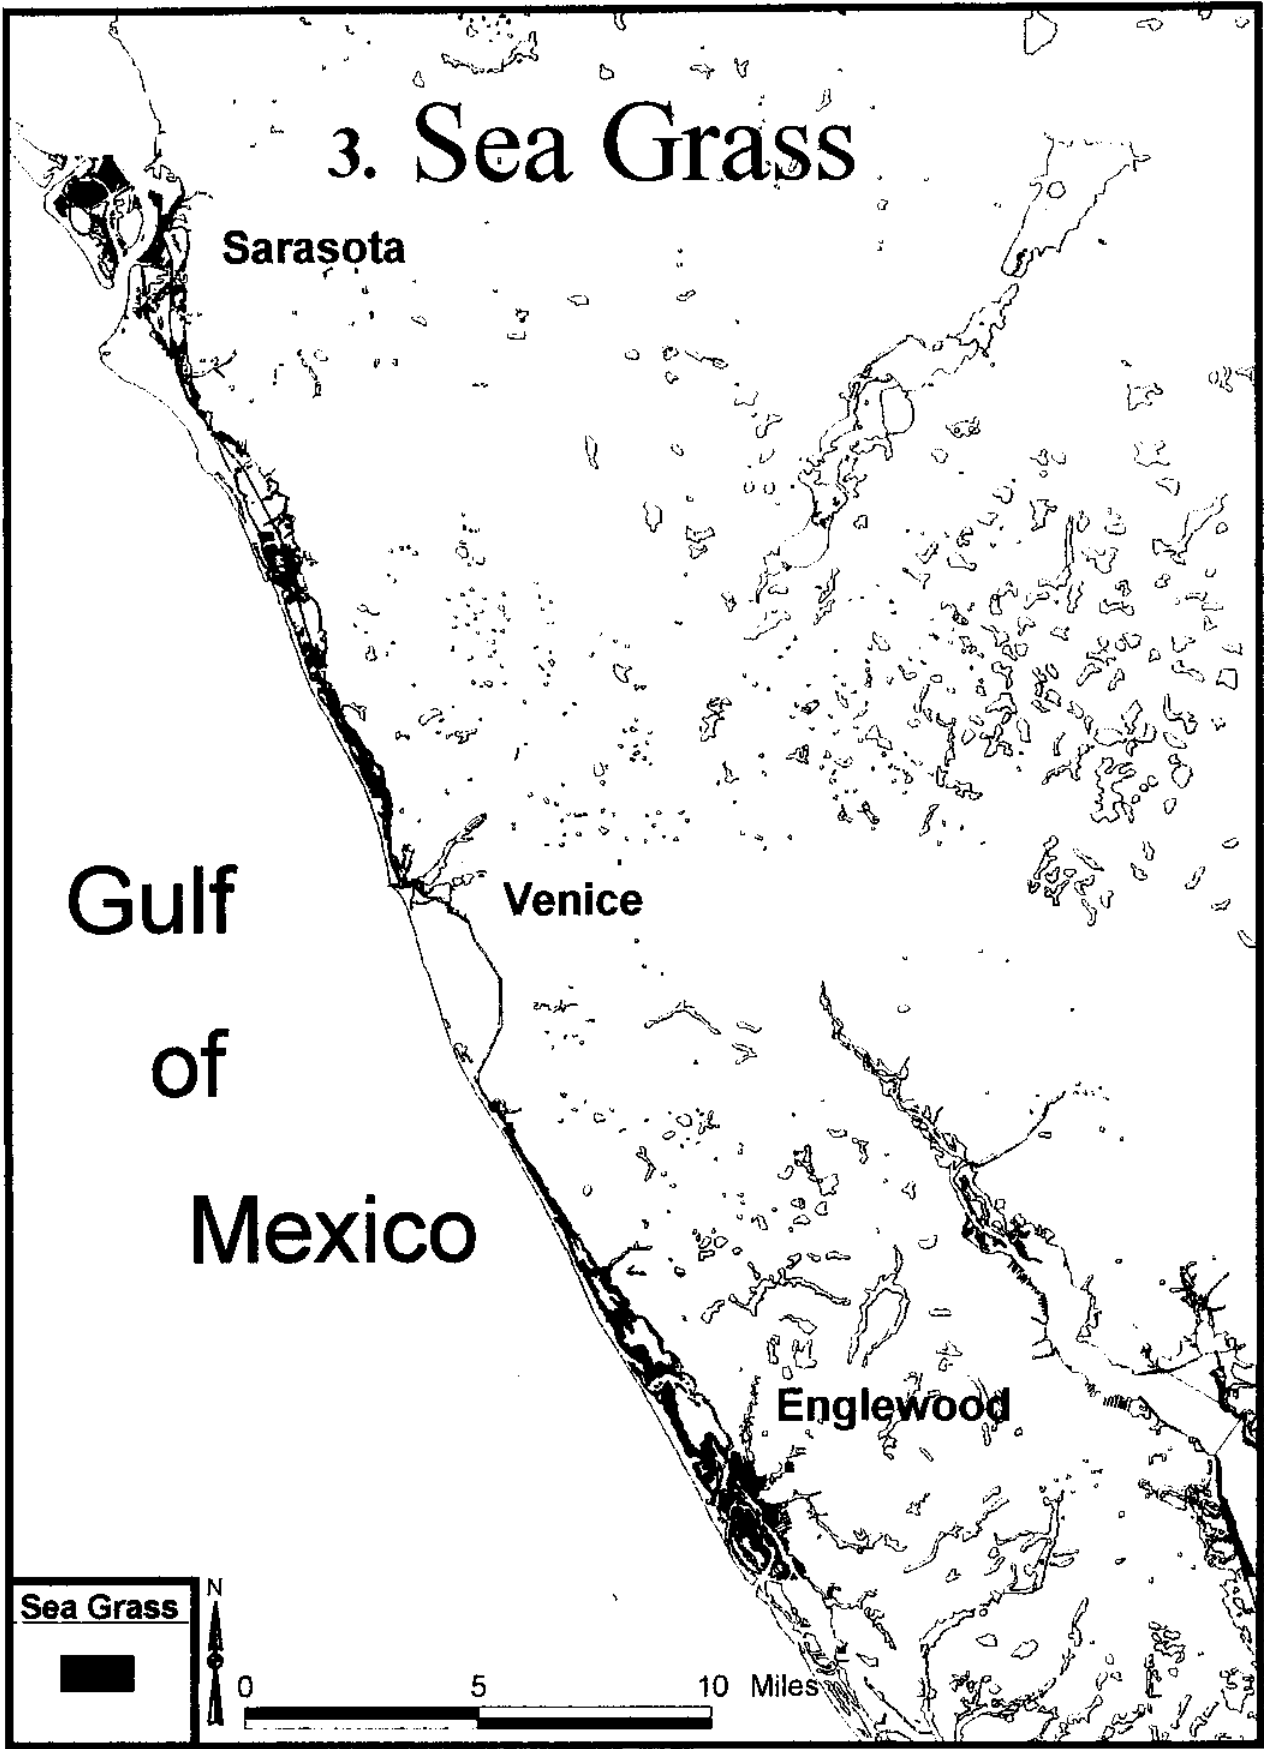 3. Sea Grass
Sarasota
Gulf
Venice
of
Mexico
Englewood
Sea Grass
N
0 5 10 Miles